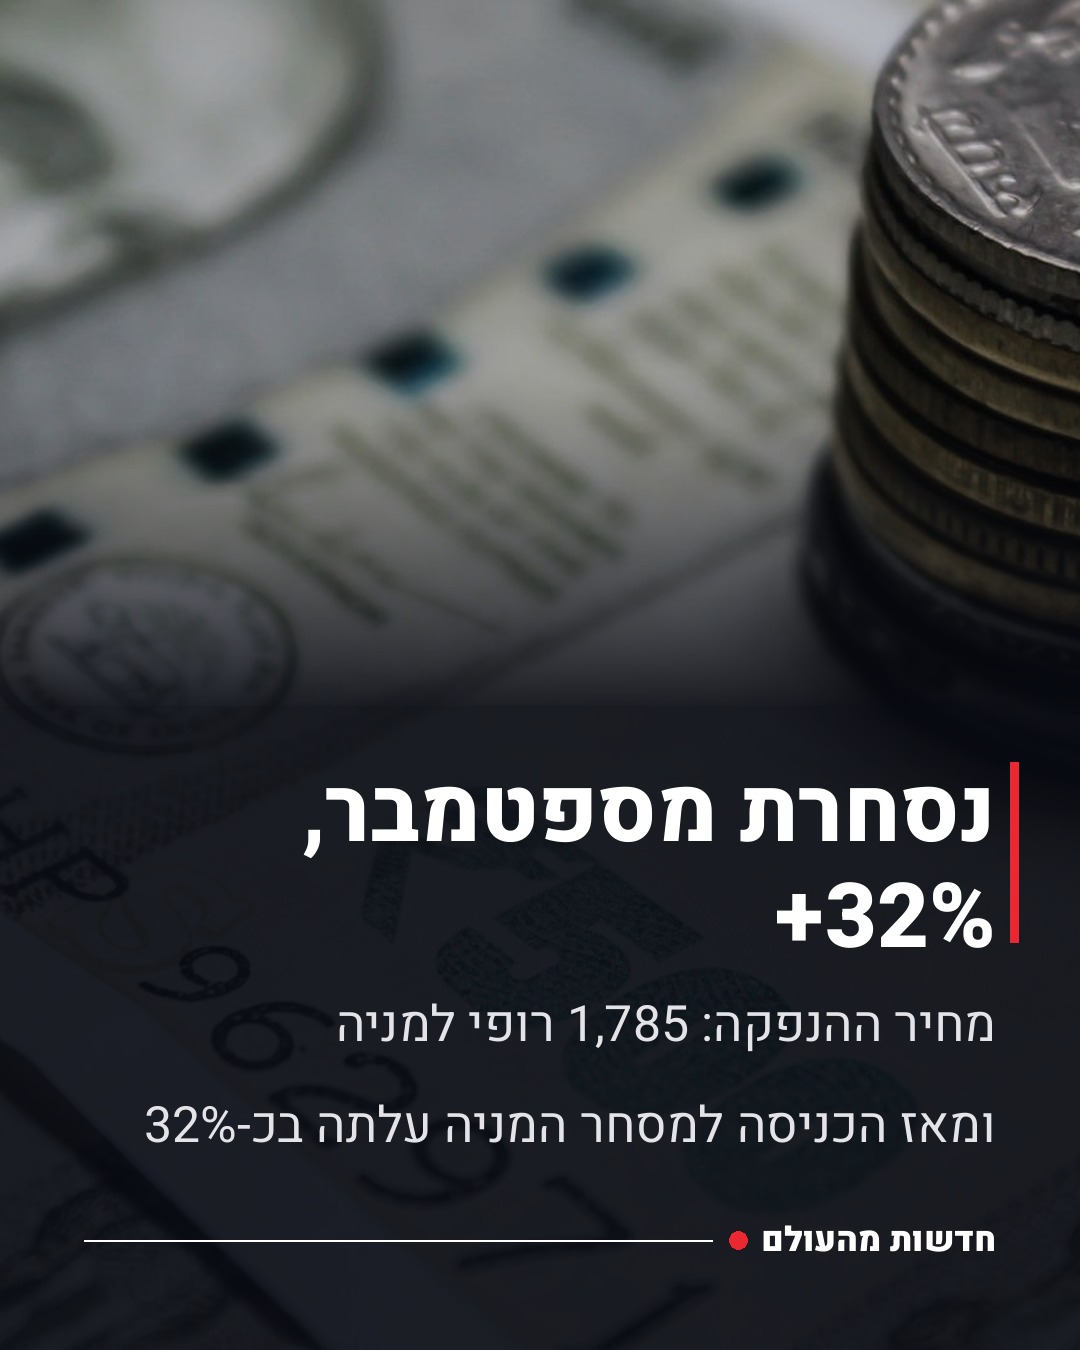 נסחרת מספטמבר,
+32%
מחיר ההנפקה: 1,785 רופי למניה
ומאז הכניסה למסחר המניה עלתה בכ-32%
חדשות מהעולם